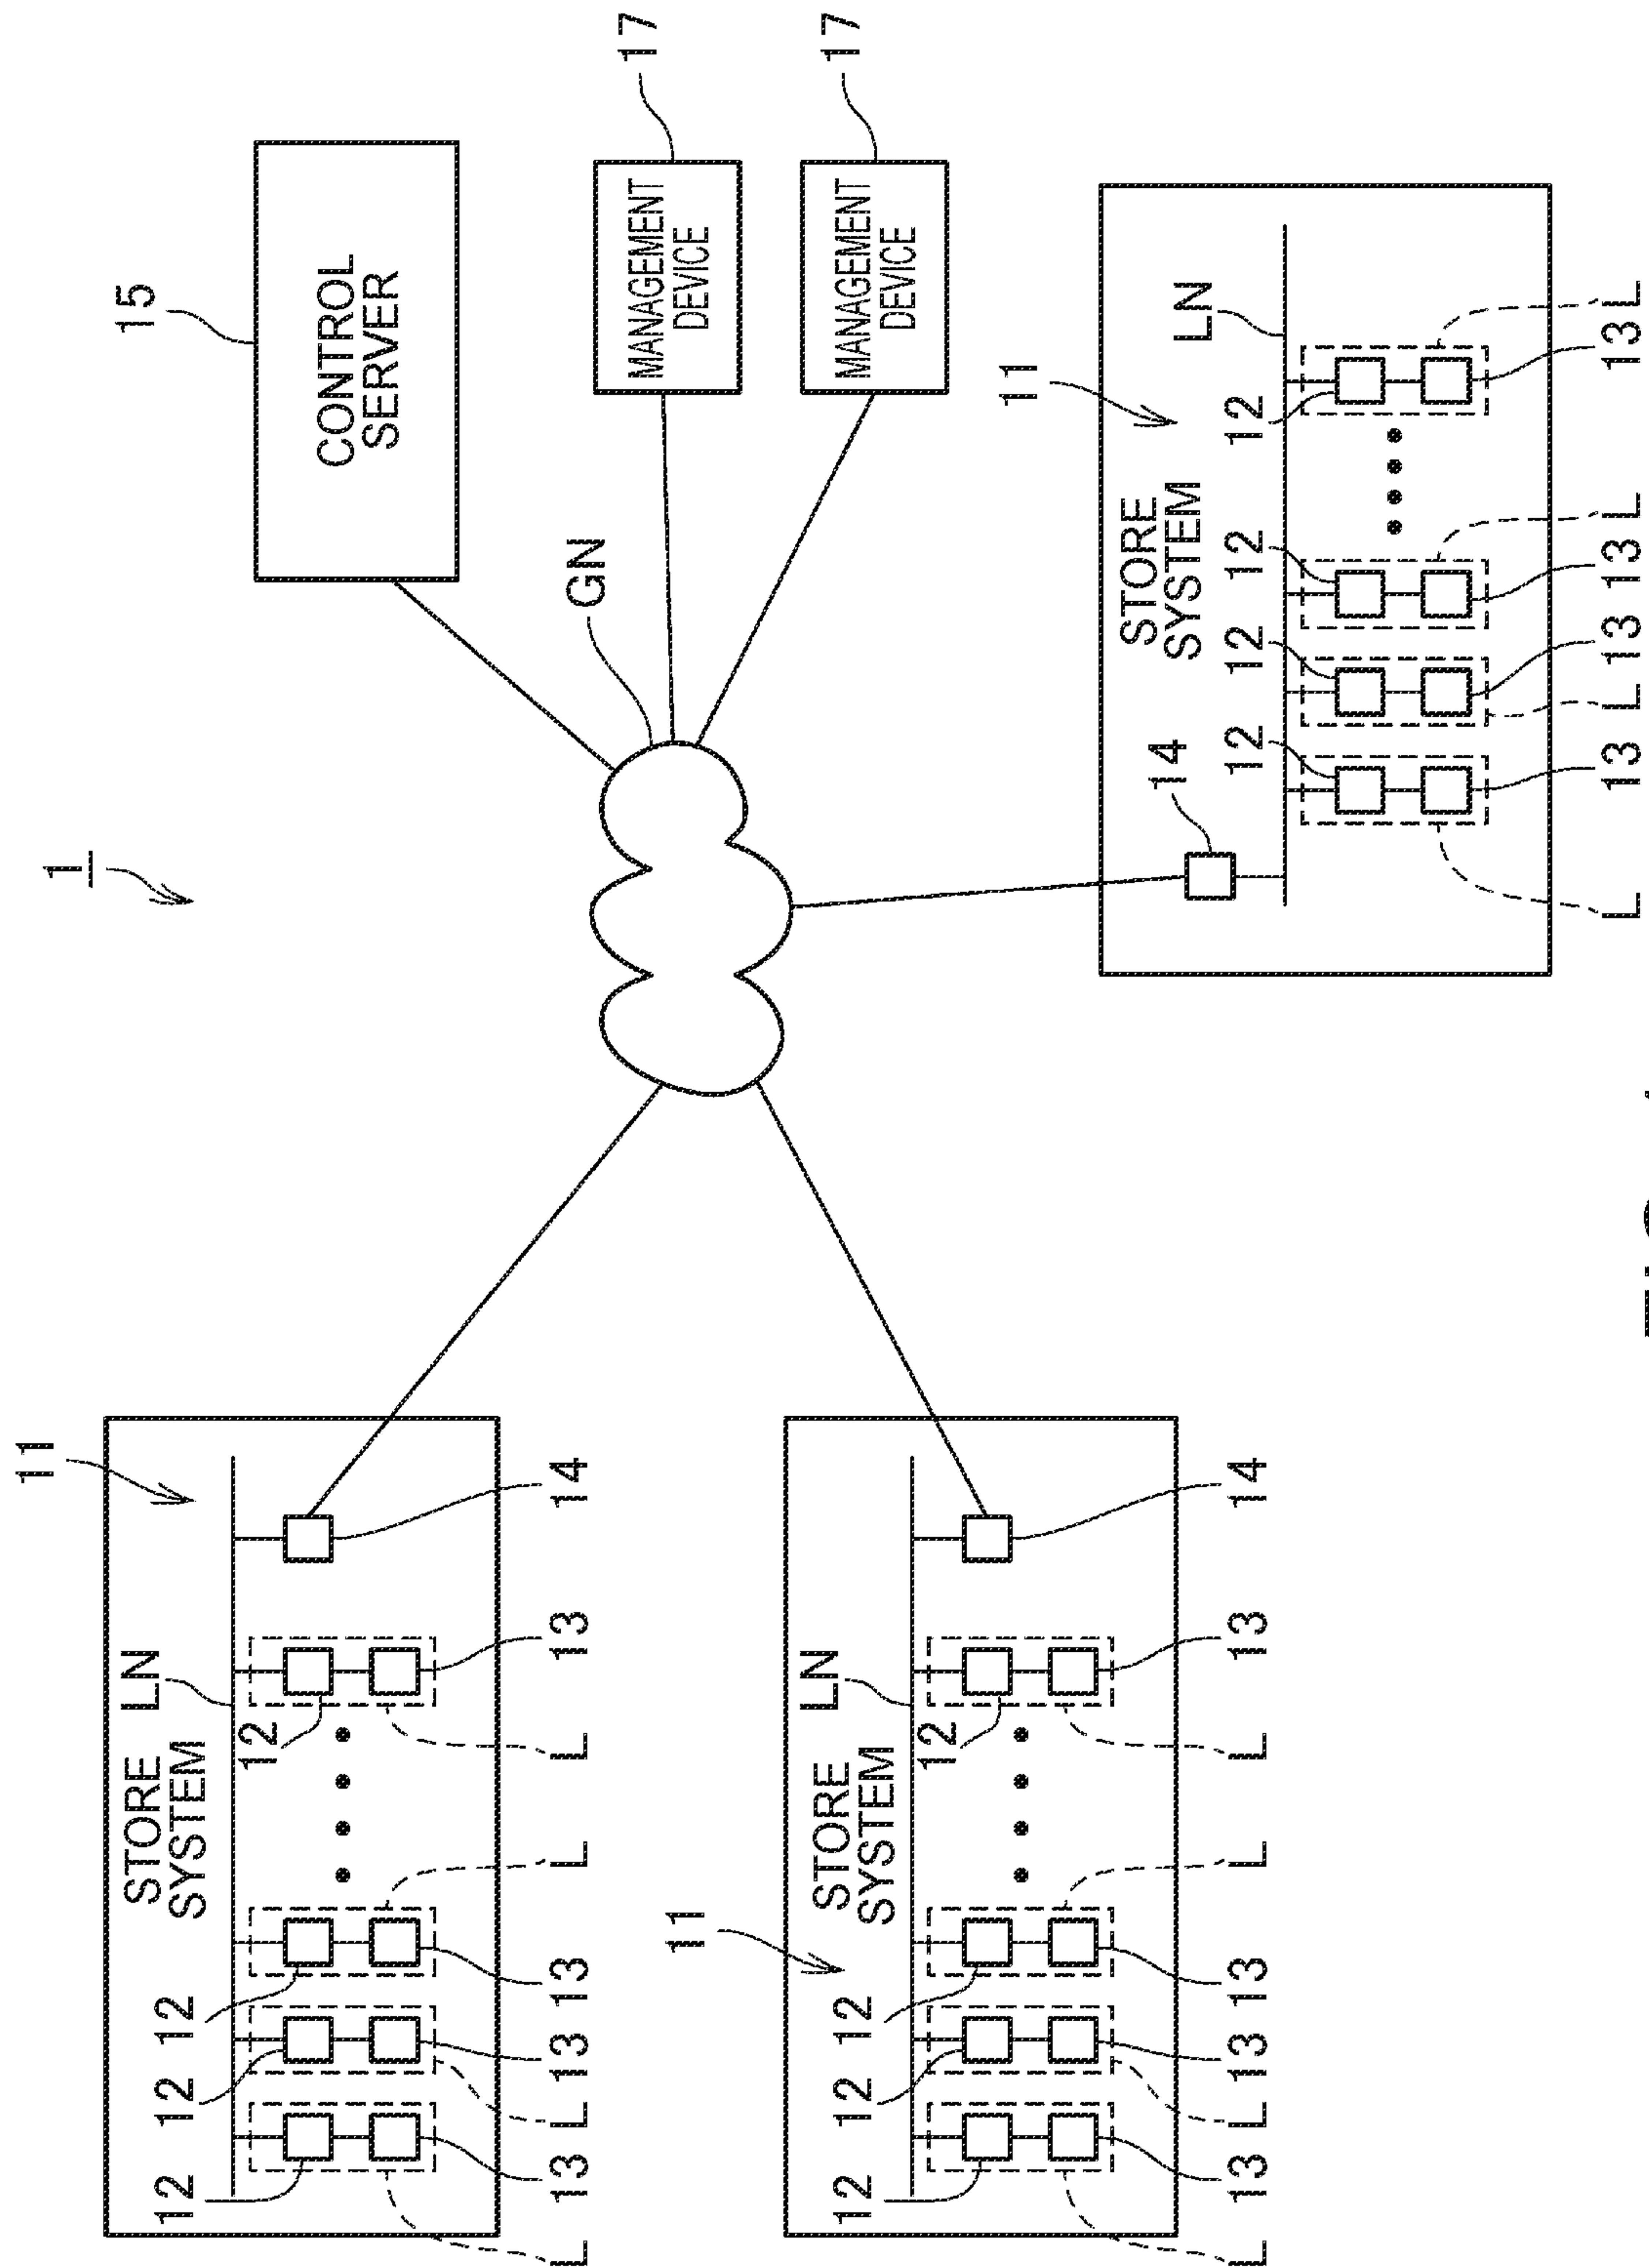 1
11
STORE
SYSTEM
LN
12 12 12 12
L 13 L 13 13 L L 13 14
11
STORE
SYSTEM
LN
12 12 12 12
L 13 L 13 13 L L 13 14
GN
15
CONTROL
SERVER
17
MANAGEMENT
DEVICE
17
MANAGEMENT
DEVICE
11
STORE
SYSTEM
LN
14
12 12 12 12
L 13 L 13 13 L 13 L